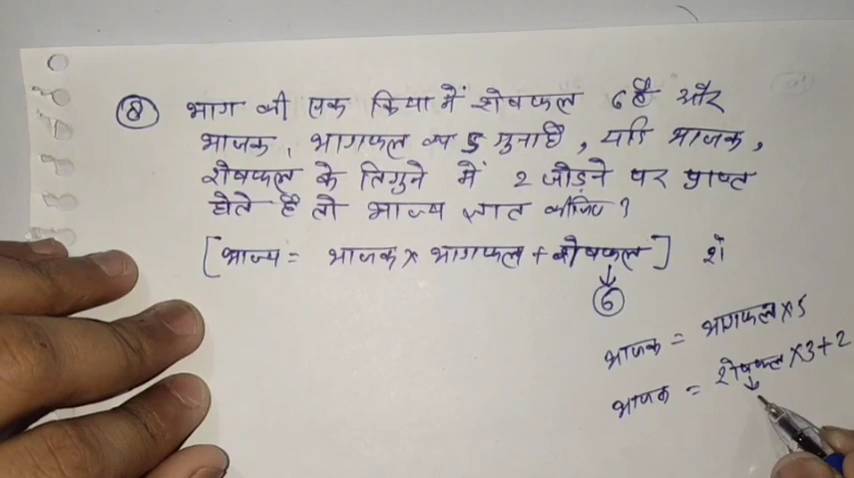 ⑧ भाग की एक क्रिया में शेषफल 6 है और
भाजक, भागफल का 5 गुना है, यदि भाजक,
शेषफल के तिगुने में 2 जोड़ने पर प्राप्त
होते है तो भाज्य ज्ञात कीजिए?
[भाज्य = भाजक x भागफल + शेषफल] शे
↓
⑥
भाजक = भागफल x 5
भाजक = शेषफल x 3 + 2
↓